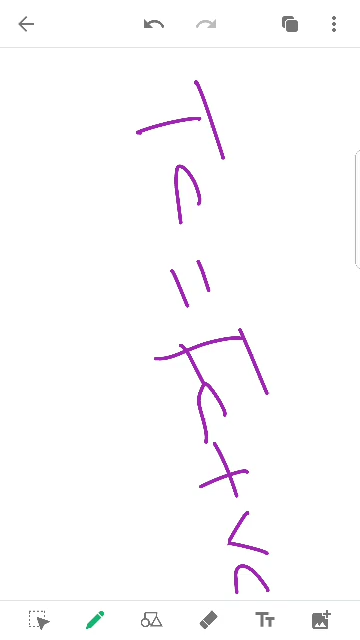 Tc = Fc + vc